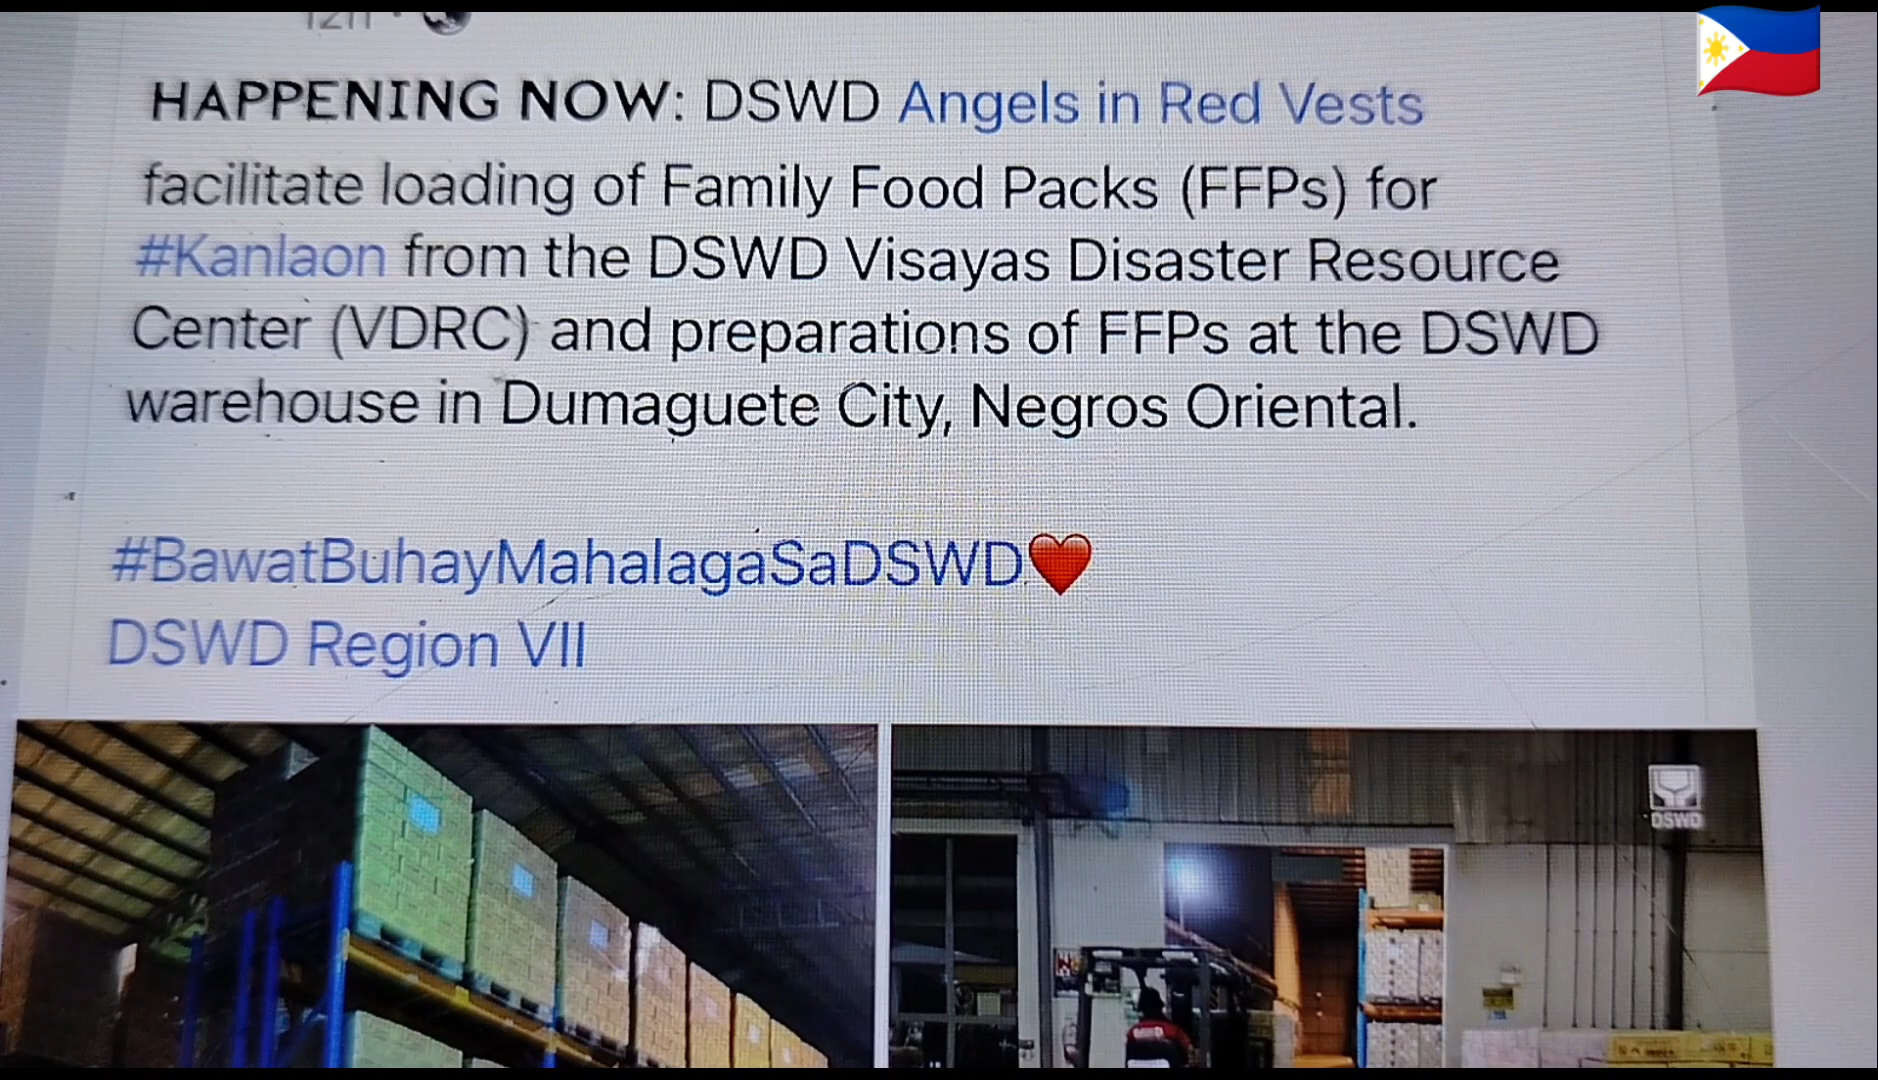 12h
HAPPENING NOW: DSWD Angels in Red Vests
facilitate loading of Family Food Packs (FFPs) for
#Kanlaon from the DSWD Visayas Disaster Resource
Center (VDRC) and preparations of FFPs at the DSWD
warehouse in Dumaguete City, Negros Oriental.
#BawatBuhayMahalagaSaDSWD❤️
DSWD Region VII
DSWD